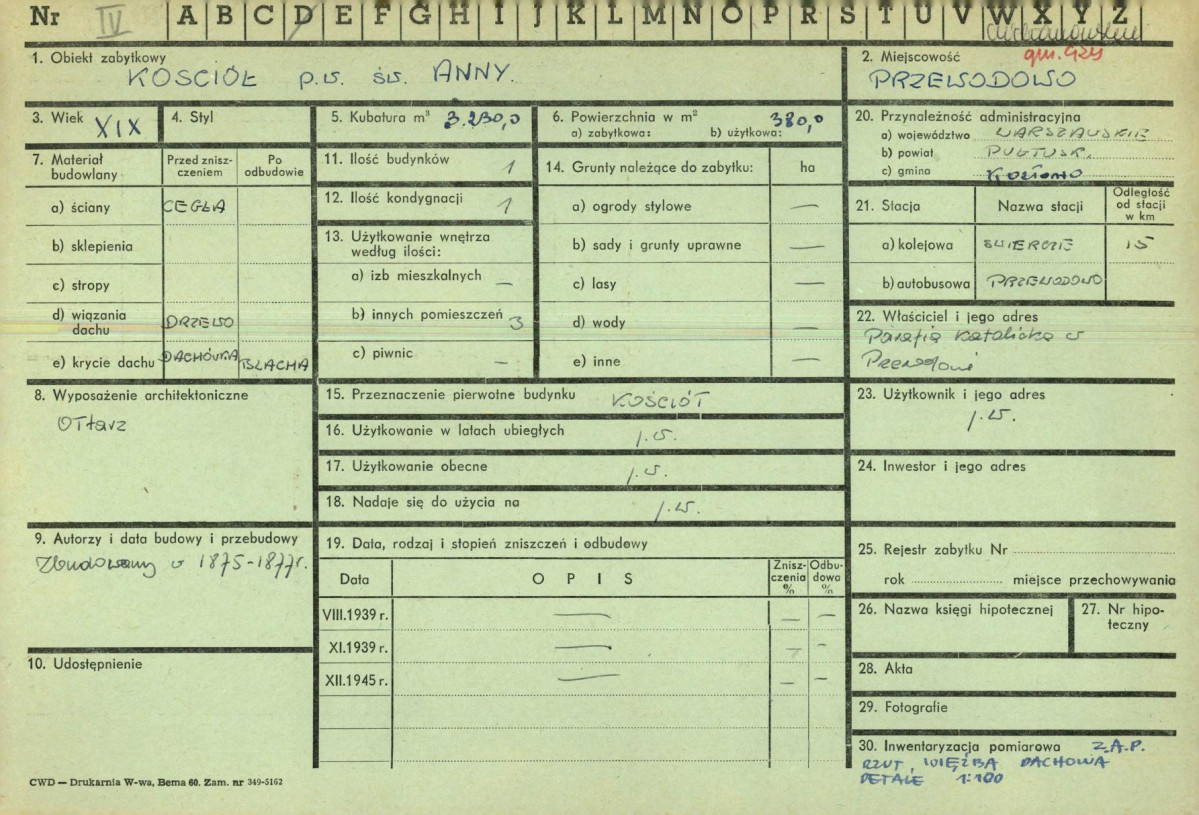 Nr IV A B C D E F G H I J K L M N O P R S T U V W X Y Z
ciechanowskie
gm. Gzy
1. Obiekt zabytkowy
KOŚCIÓŁ p.w. św. ANNY.
2. Miejscowość
PRZEWODOWO
3. Wiek XIX
4. Styl
5. Kubatura m³ 3.230,0
6. Powierzchnia w m² 380,0
a) zabytkowa: b) użytkowa:
20. Przynależność administracyjna
a) województwo WARSZAWSKIE
b) powiat PUŁTUSK.
c) gmina KOZŁOWO
7. Materiał budowlany
Przed zniszczeniem
Po odbudowie
a) ściany CEGŁA
b) sklepienia
c) stropy
d) wiązania dachu DRZEWO
e) krycie dachu DACHÓWKA BLACHA
11. Ilość budynków 1
12. Ilość kondygnacji 1
13. Użytkowanie wnętrza według ilości:
a) izb mieszkalnych —
b) innych pomieszczeń 3
c) piwnic —
14. Grunty należące do zabytku: ha
a) ogrody stylowe —
b) sady i grunty uprawne —
c) lasy —
d) wody —
e) inne —
21. Stacja
Nazwa stacji
Odległość od stacji w km
a) kolejowa ŚWIERCZE 15
b) autobusowa PRZEWODOWO
22. Właściciel i jego adres
Parafia katolicka w
8. Wyposażenie architektoniczne
Ołtarz
15. Przeznaczenie pierwotne budynku KOŚCIÓŁ
16. Użytkowanie w latach ubiegłych j.w.
17. Użytkowanie obecne j.w.
18. Nadaje się do użycia na j.w.
23. Użytkownik i jego adres
j.w.
24. Inwestor i jego adres
9. Autorzy i data budowy i przebudowy
Zbudowany w 1875-1877r.
10. Udostępnienie
19. Data, rodzaj i stopień zniszczeń i odbudowy
Data OPIS Zniszczenia % Odbudowa %
VIII.1939 r. — — —
XI.1939 r. — — —
XII.1945 r. — — —
25. Rejestr zabytku Nr
rok miejsce przechowywania
26. Nazwa księgi hipotecznej
27. Nr hipoteczny
28. Akta
29. Fotografie
30. Inwentaryzacja pomiarowa Z.A.P.
RZUT, WIĘŹBA DACHOWA
DETALE 1:100
CWD — Drukarnia W-wa, Bema 60. Zam. nr 349-5162